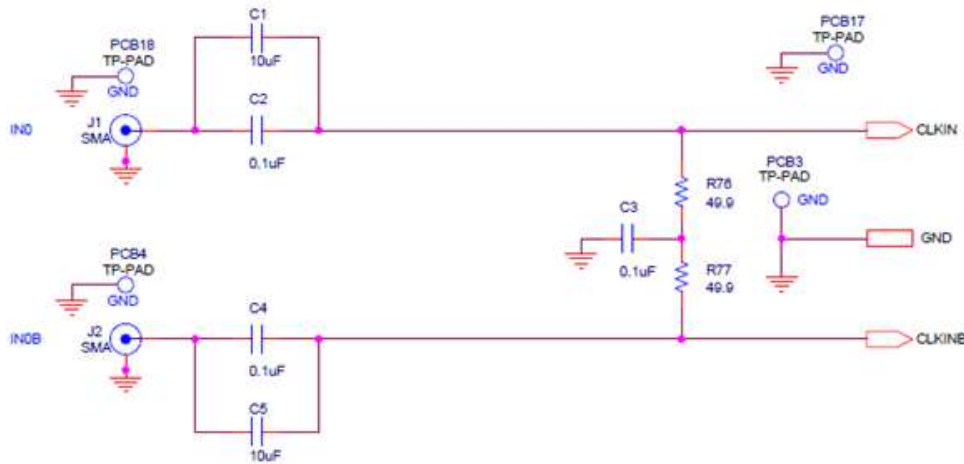 C1
10uF
PCB18
TP-PAD
GND
PCB17
TP-PAD
GND
C2
0.1uF
IN0
J1
SMA
CLKIN
R76
49.9
PCB3
TP-PAD
GND
C3
0.1uF
GND
R77
49.9
PCB4
TP-PAD
GND
C4
0.1uF
IN0B
J2
SMA
CLKINB
C5
10uF